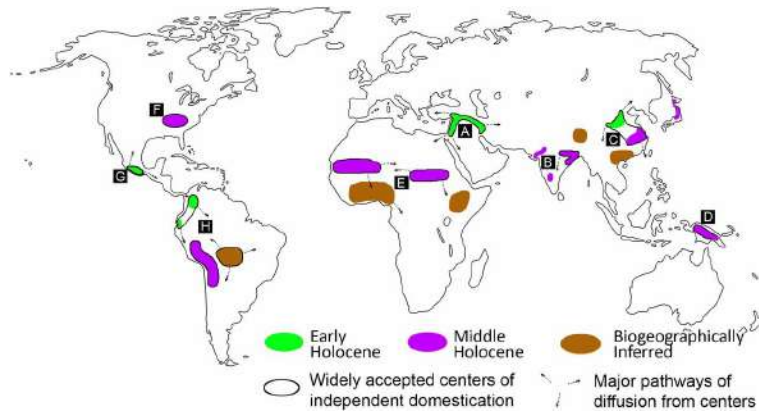 F
A
C
G
B
E
D
H
Early
Holocene
Middle
Holocene
Biogeographically
Inferred
Widely accepted centers of
independent domestication
Major pathways of
diffusion from centers